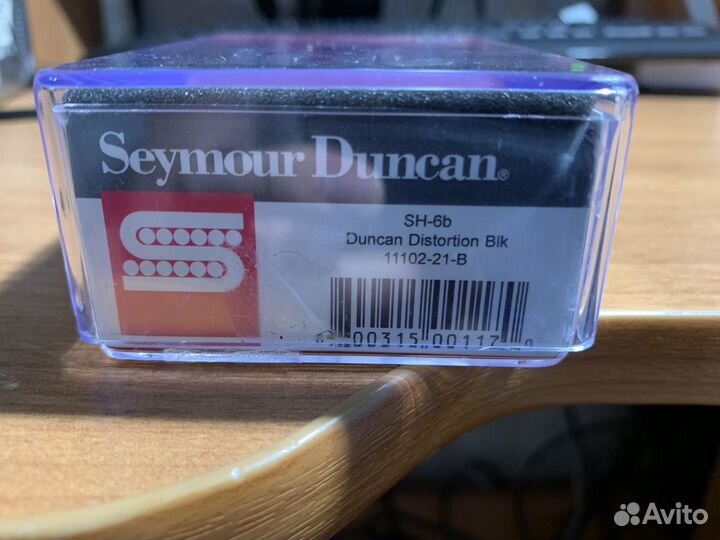 Seymour Duncan®
SH-6b
Duncan Distortion Blk
11102-21-B
00315 00117 0
Avito